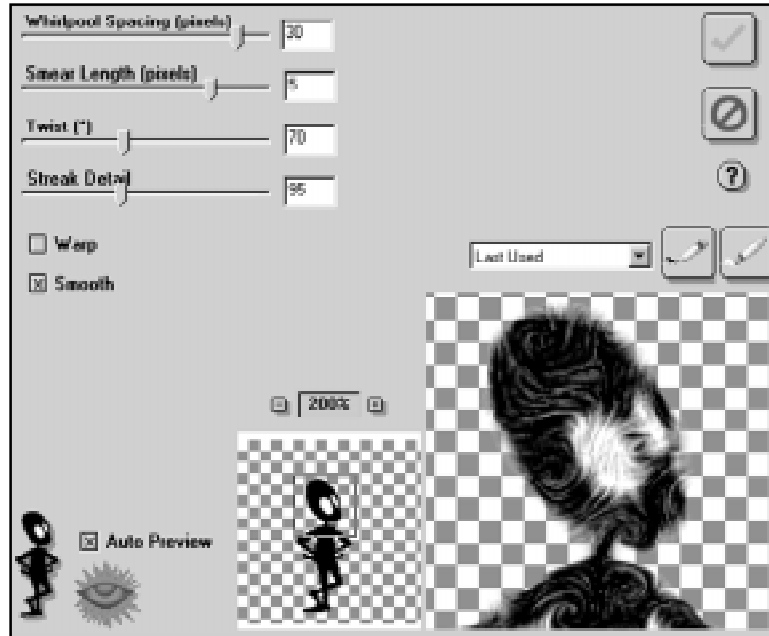 Whirlpool Spacing (pixels)
30
Smear Length (pixels)
5
Twist (°)
70
Streak Detail
95
?
Warp
Last Used
Smooth
200%
Auto Preview